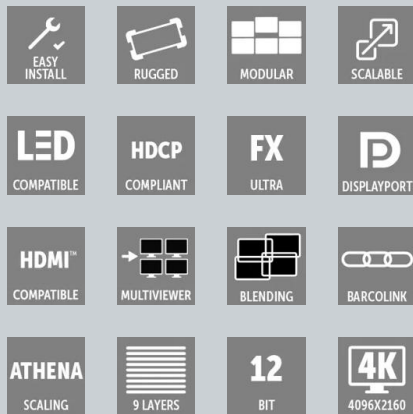 EASY
INSTALL
RUGGED
MODULAR
SCALABLE
LED
COMPATIBLE
HDCP
COMPLIANT
FX
ULTRA
DISPLAYPORT
HDMI™
COMPATIBLE
MULTIVIEWER
BLENDING
BARCOLINK
ATHENA
SCALING
9 LAYERS
12
BIT
4K
4096X2160